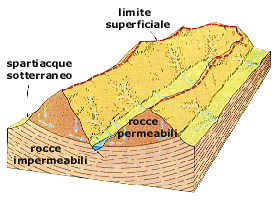 limite
superficiale
spartiacque
sotterraneo
rocce
permeabili
rocce
impermeabili